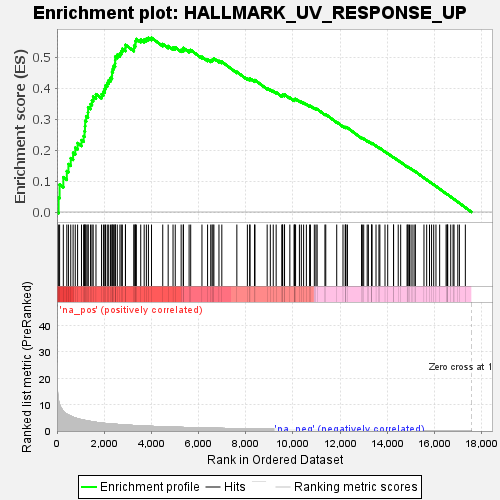 Enrichment plot: HALLMARK_UV_RESPONSE_UP
Enrichment score (ES)
0.5
0.4
0.3
0.2
0.1
0.0
'na_pos' (positively correlated)
Ranked list metric (PreRanked)
40
30
20
10
0
Zero cross at 1
'na_neg' (negatively correlated)
0
2,000
4,000
6,000
8,000
10,000
12,000
14,000
16,000
18,000
Rank in Ordered Dataset
Enrichment profile
Hits
Ranking metric scores